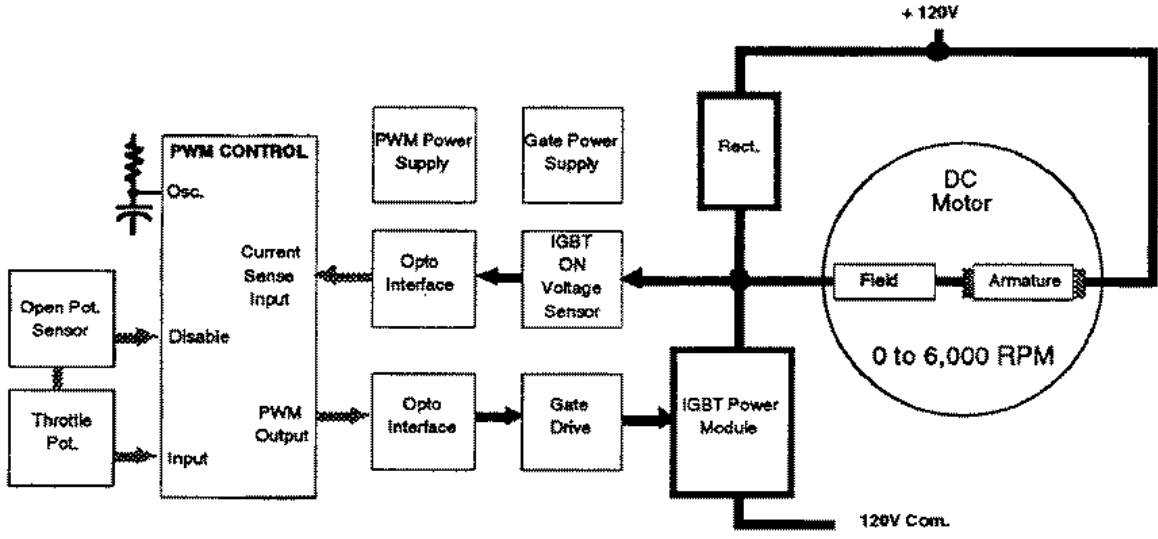 + 120V
PWM CONTROL
Osc.
Current
Sense
Input
Disable
PWM
Output
Input
Open Pot.
Sensor
Throttle
Pot.
PWM Power
Supply
Gate Power
Supply
Opto
Interface
IGBT
ON
Voltage
Sensor
Opto
Interface
Gate
Drive
Rect.
IGBT Power
Module
DC
Motor
Field
Armature
0 to 6,000 RPM
120V Com.